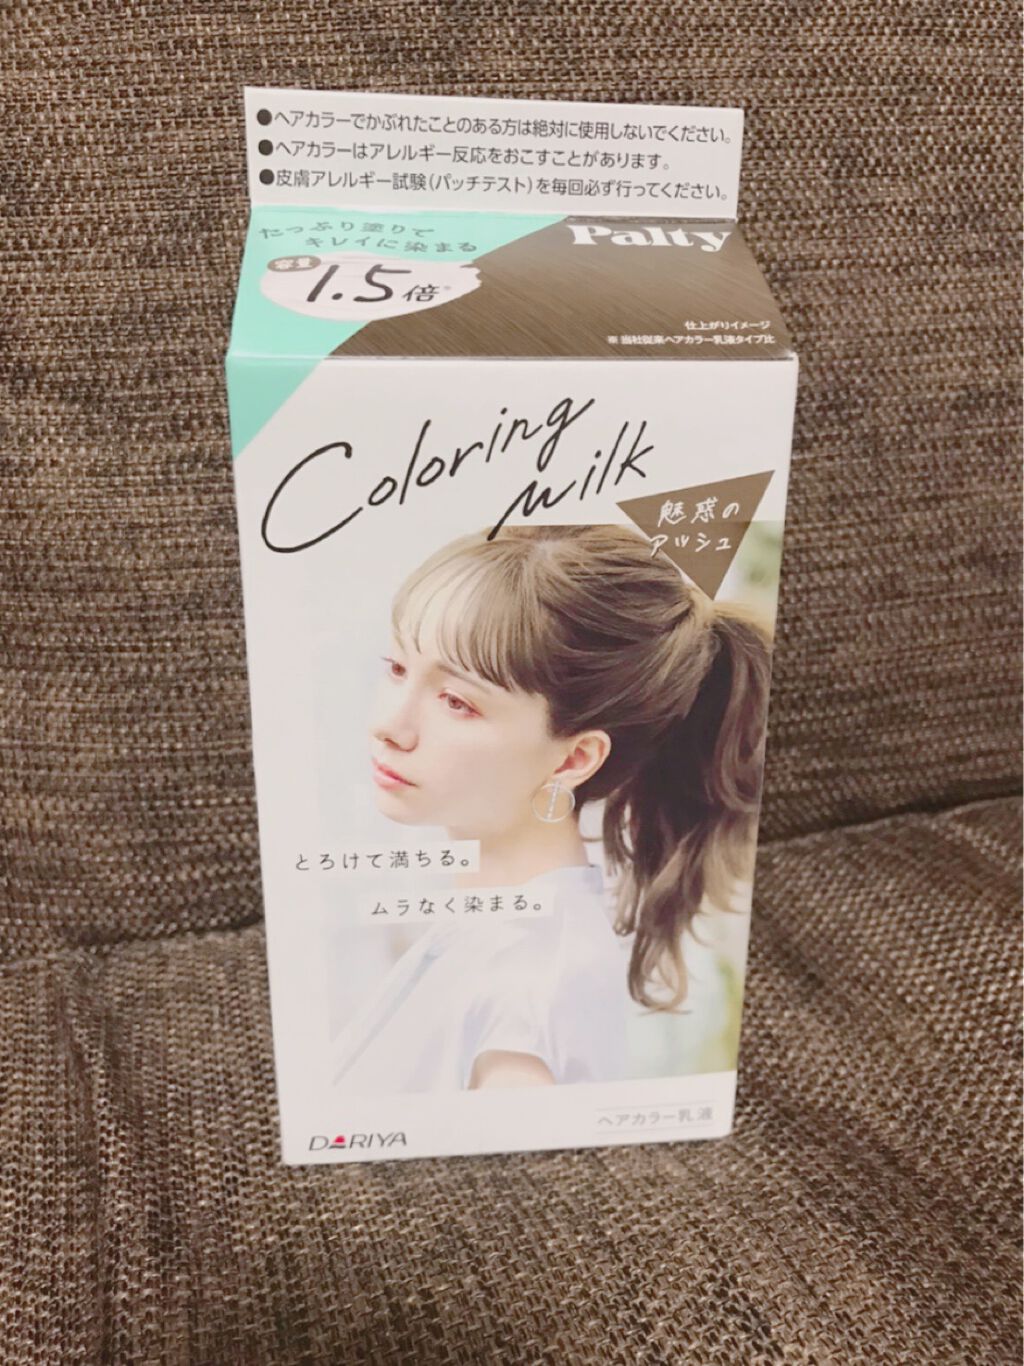 ●ヘアカラーでかぶれたことのある方は絶対に使用しないでください。
●ヘアカラーはアレルギー反応をおこすことがあります。
●皮膚アレルギー試験(パッチテスト)を毎回必ず行ってください。
たっぷり塗りて
キレイに染まる
容量
1.5倍※
Palty
仕上がりイメージ
※ 当社従来ヘアカラー乳液タイプ比
Coloring
Milk
魅惑の
アッシュ
とろけて満ちる。
ムラなく染まる。
DARIYA
ヘアカラー乳液